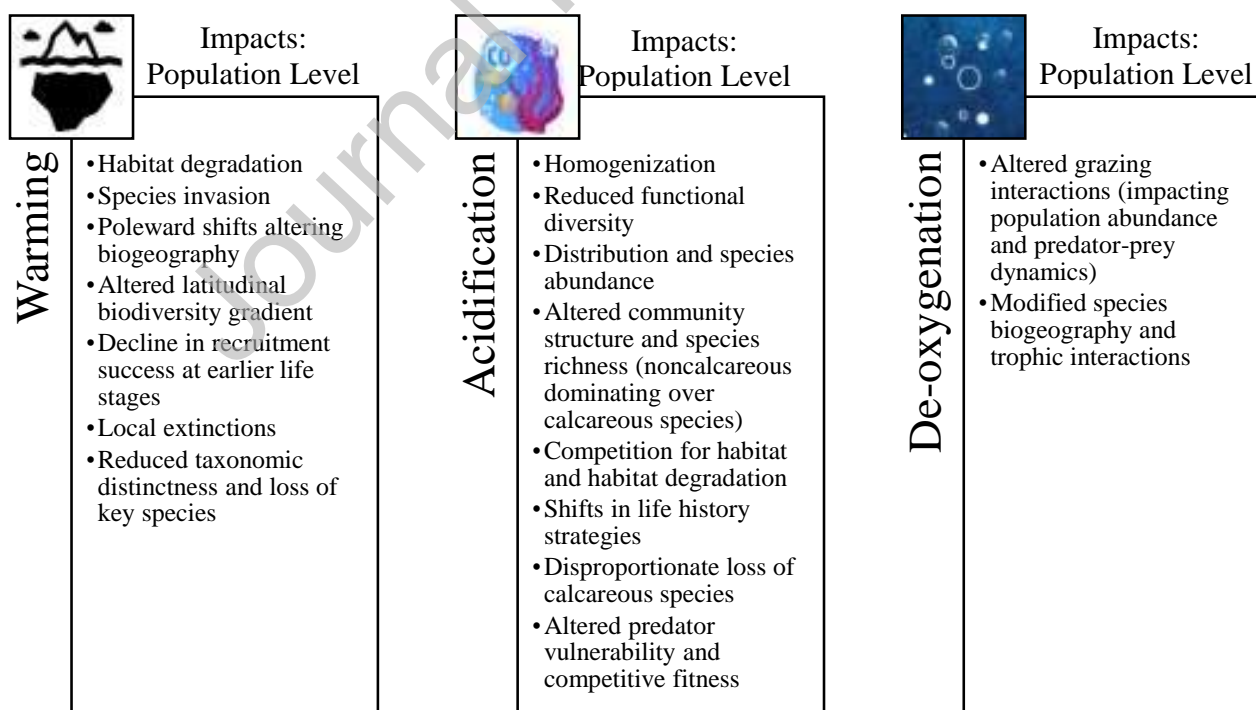 Impacts:
Population Level
Warming
•Habitat degradation
•Species invasion
•Poleward shifts altering
biogeography
•Altered latitudinal
biodiversity gradient
•Decline in recruitment
success at earlier life
stages
•Local extinctions
•Reduced taxonomic
distinctness and loss of
key species
Impacts:
Population Level
CO
Acidification
•Homogenization
•Reduced functional
diversity
•Distribution and species
abundance
•Altered community
structure and species
richness (noncalcareous
dominating over
calcareous species)
•Competition for habitat
and habitat degradation
•Shifts in life history
strategies
•Disproportionate loss of
calcareous species
•Altered predator
vulnerability and
competitive fitness
Impacts:
Population Level
De-oxygenation
•Altered grazing
interactions (impacting
population abundance
and predator-prey
dynamics)
•Modified species
biogeography and
trophic interactions
Journal